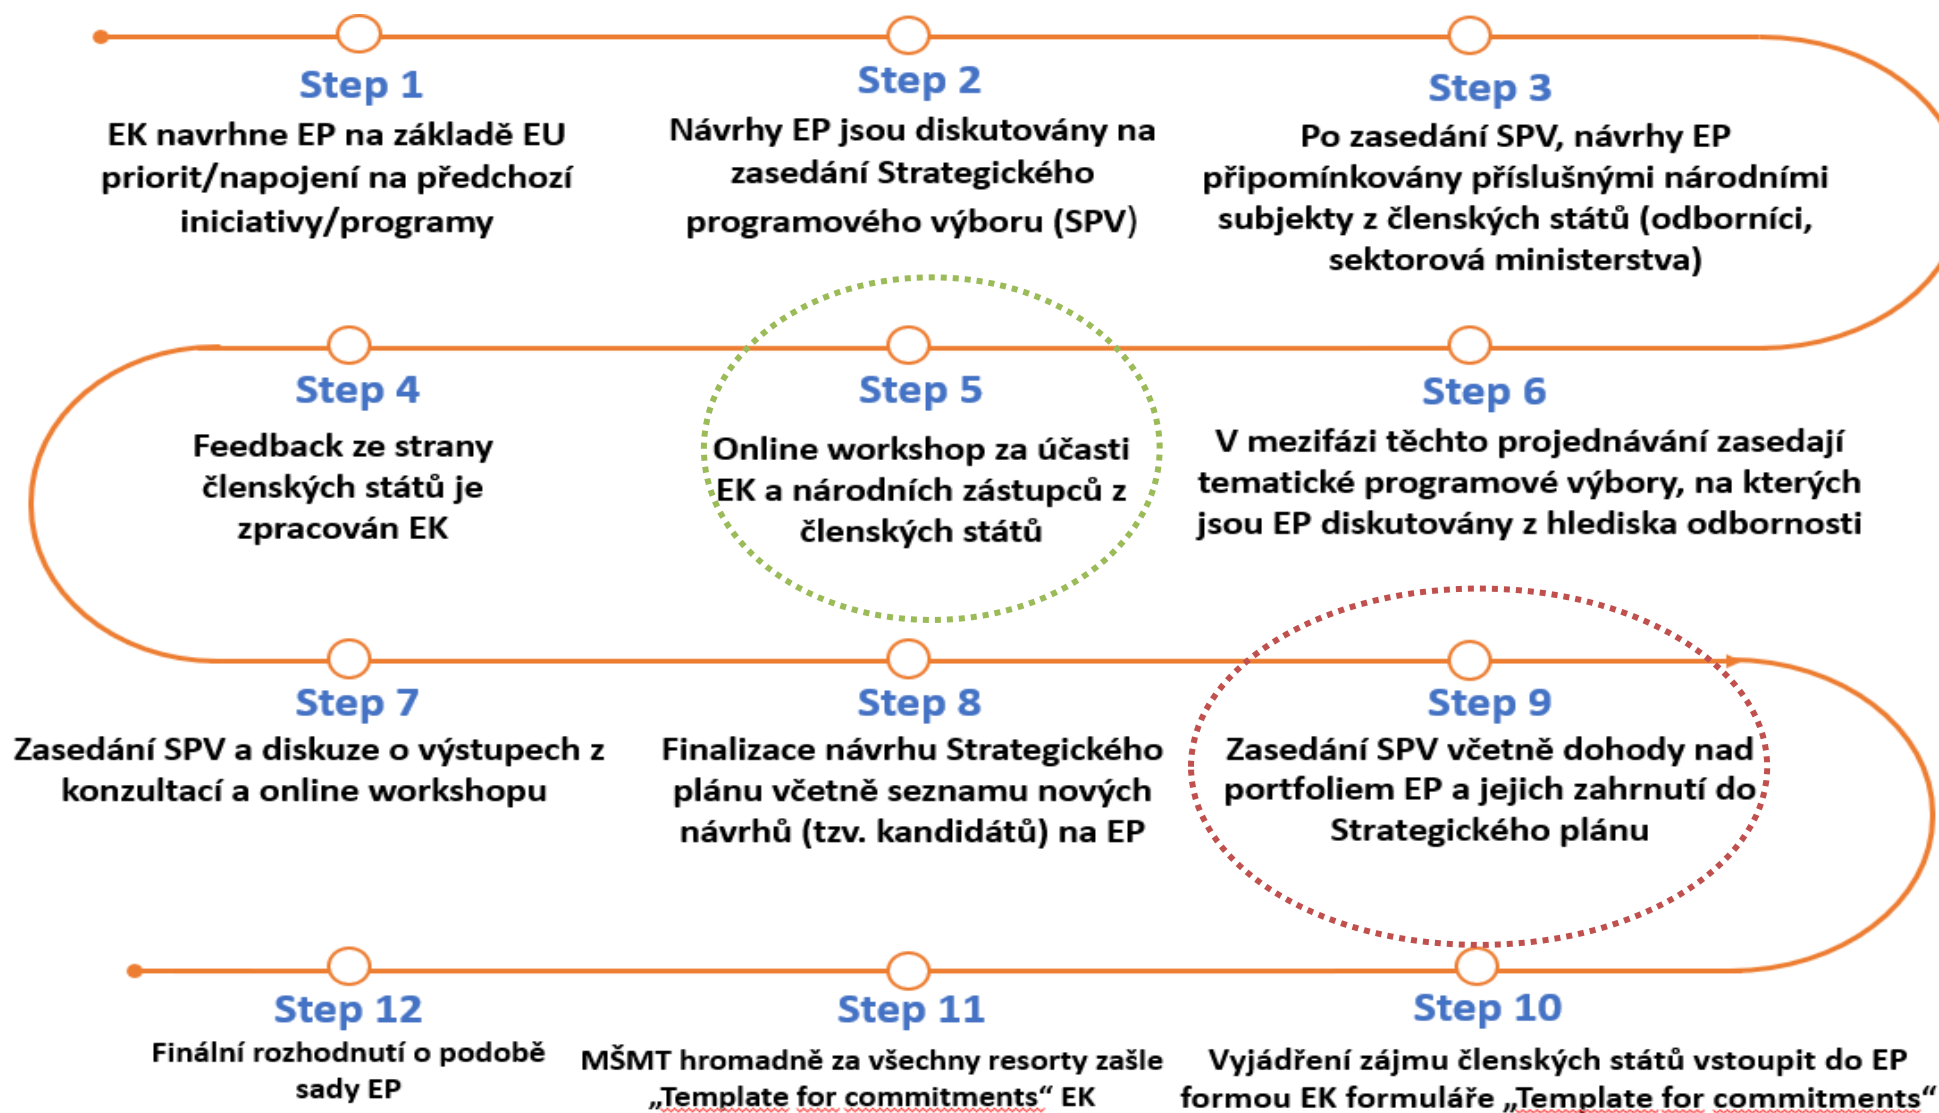 Step 1
EK navrhne EP na základě EU
priorit/napojení na předchozí
iniciativy/programy
Step 2
Návrhy EP jsou diskutovány na
zasedání Strategického
programového výboru (SPV)
Step 3
Po zasedání SPV, návrhy EP
připomínkovány příslušnými národními
subjekty z členských států (odborníci,
sektorová ministerstva)
Step 4
Feedback ze strany
členských států je
zpracován EK
Step 5
Online workshop za účasti
EK a národních zástupců z
členských států
Step 6
V mezifázi těchto projednávání zasedají
tematické programové výbory, na kterých
jsou EP diskutovány z hlediska odbornosti
Step 7
Zasedání SPV a diskuze o výstupech z
konzultací a online workshopu
Step 8
Finalizace návrhu Strategického
plánu včetně seznamu nových
návrhů (tzv. kandidátů) na EP
Step 9
Zasedání SPV včetně dohody nad
portfoliem EP a jejich zahrnutí do
Strategického plánu
Step 12
Finální rozhodnutí o podobě
sady EP
Step 11
MŠMT hromadně za všechny resorty zašle
„Template for commitments“ EK
Step 10
Vyjádření zájmu členských států vstoupit do EP
formou EK formuláře „Template for commitments“